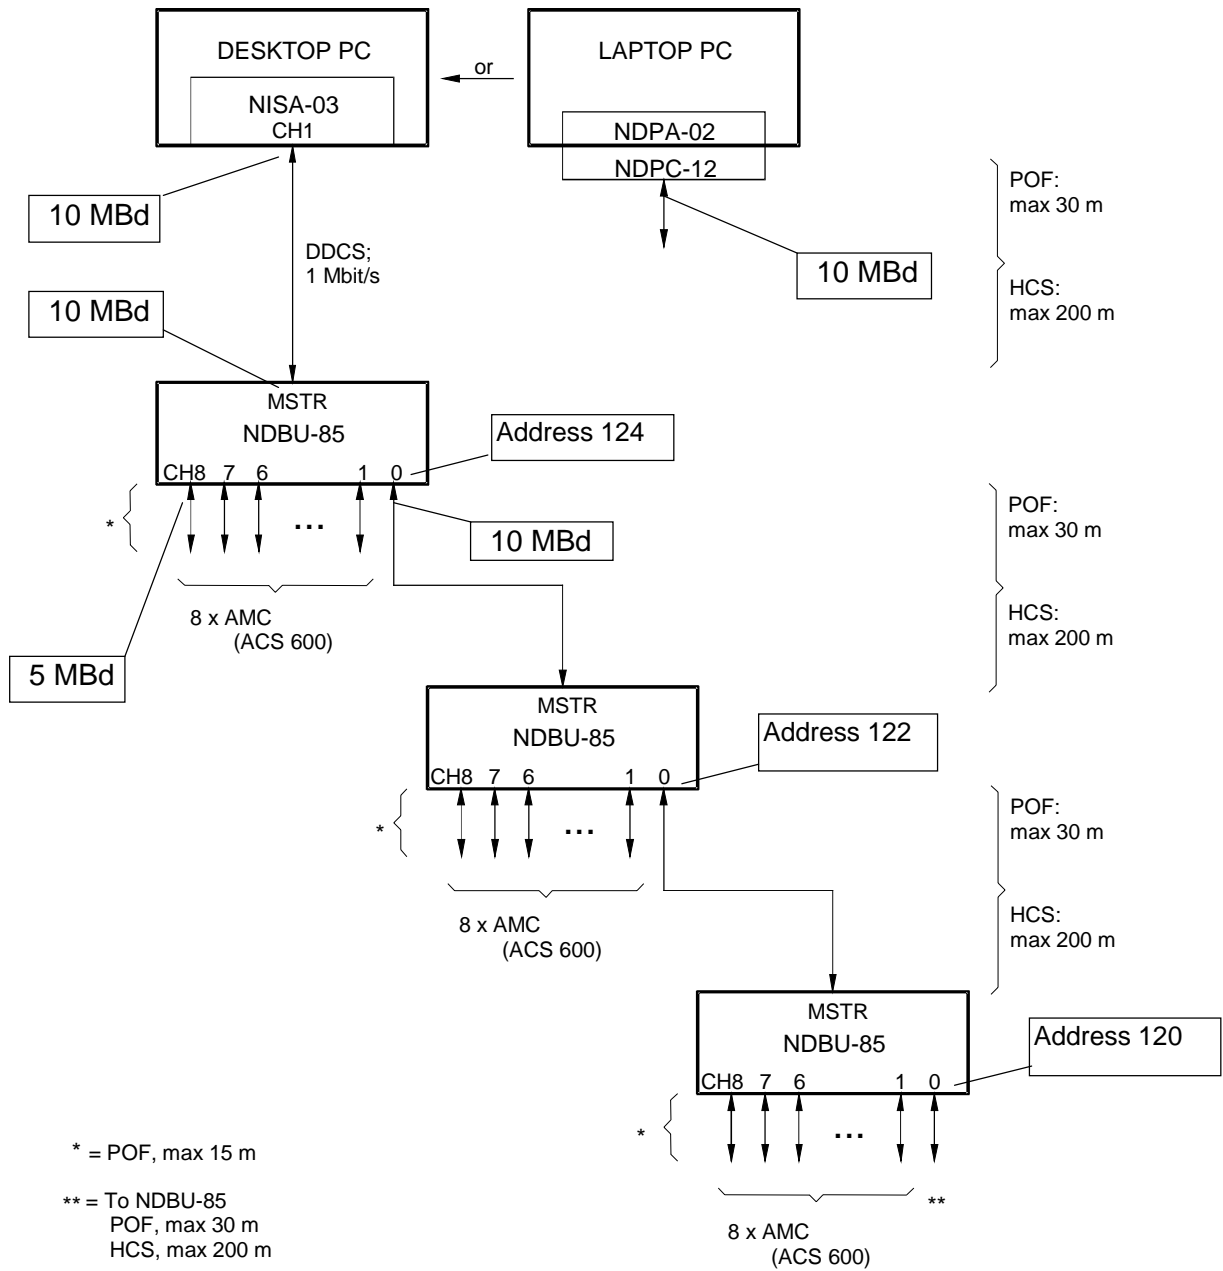 DESKTOP PC
NISA-03
CH1
or
LAPTOP PC
NDPA-02
NDPC-12
10 MBd
DDCS;
1 Mbit/s
10 MBd
10 MBd
POF:
max 30 m
HCS:
max 200 m
MSTR
NDBU-85
CH8 7 6 1 0
Address 124
*
...
10 MBd
8 x AMC
(ACS 600)
5 MBd
POF:
max 30 m
HCS:
max 200 m
MSTR
NDBU-85
CH8 7 6 1 0
Address 122
*
...
8 x AMC
(ACS 600)
POF:
max 30 m
HCS:
max 200 m
MSTR
NDBU-85
CH8 7 6 1 0
Address 120
*
...
**
8 x AMC
(ACS 600)
* = POF, max 15 m
** = To NDBU-85
POF, max 30 m
HCS, max 200 m